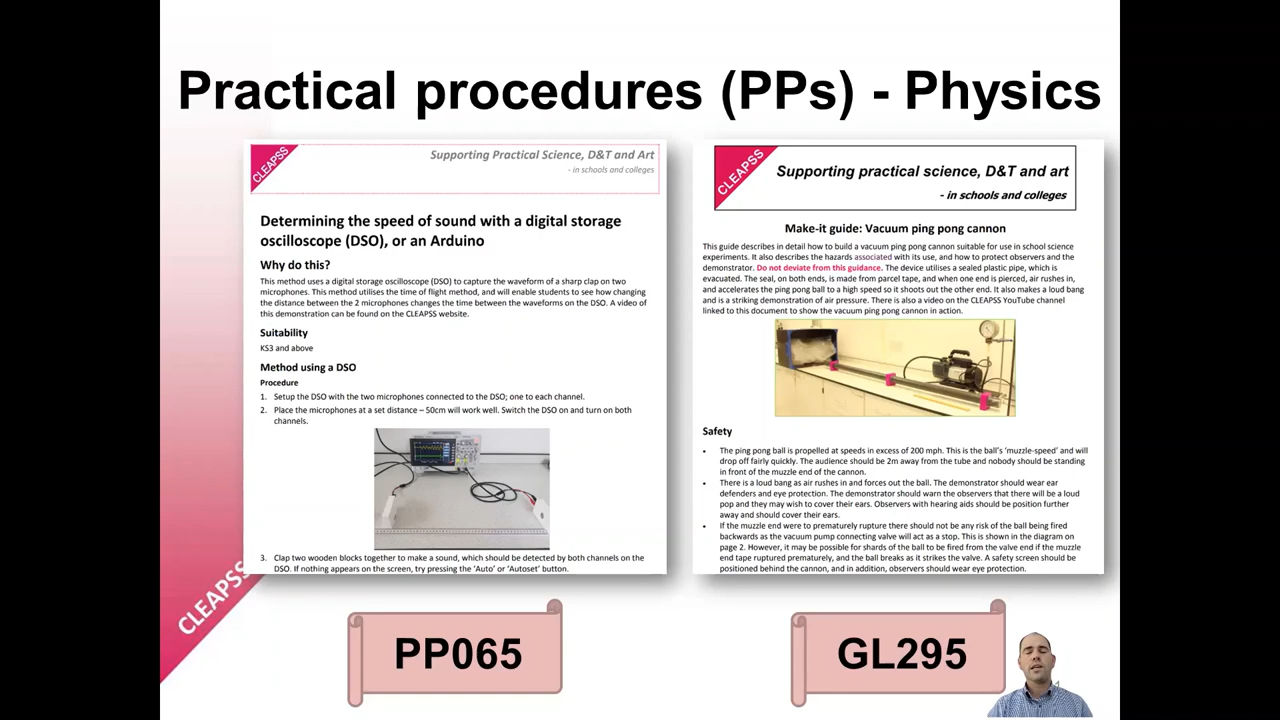 Practical procedures (PPs) - Physics
CLEAPSS
Supporting Practical Science, D&T and Art
- in schools and colleges
Determining the speed of sound with a digital storage
oscilloscope (DSO), or an Arduino
Why do this?
This method uses a digital storage oscilloscope (DSO) to capture the waveform of a sharp clap on two
microphones. This method utilises the time of flight method, and will enable students to see how changing
the distance between the 2 microphones changes the time between the waveforms on the DSO. A video of
this demonstration can be found on the CLEAPSS website.
Suitability
KS3 and above
Method using a DSO
Procedure
1. Setup the DSO with the two microphones connected to the DSO; one to each channel.
2. Place the microphones at a set distance – 50cm will work well. Switch the DSO on and turn on both
channels.
3. Clap two wooden blocks together to make a sound, which should be detected by both channels on the
DSO. If nothing appears on the screen, try pressing the 'Auto' or 'Autoset' button.
PP065
CLEAPSS
Supporting practical science, D&T and art
- in schools and colleges
Make-it guide: Vacuum ping pong cannon
This guide describes in detail how to build a vacuum ping pong cannon suitable for use in school science
experiments. It also describes the hazards associated with its use, and how to protect observers and the
demonstrator. Do not deviate from this guidance. The device utilises a sealed plastic pipe, which is
evacuated. The seal, on both ends, is made from parcel tape, and when one end is pierced, air rushes in,
and accelerates the ping pong ball to a high speed so it shoots out the other end. It also makes a loud bang
and is a striking demonstration of air pressure. There is also a video on the CLEAPSS YouTube channel
linked to this document to show the vacuum ping pong cannon in action.
Safety
• The ping pong ball is propelled at speeds in excess of 200 mph. This is the ball's 'muzzle-speed' and will
drop off fairly quickly. The audience should be 2m away from the tube and nobody should be standing
in front of the muzzle end of the cannon.
• There is a loud bang as air rushes in and forces out the ball. The demonstrator should wear ear
defenders and eye protection. The demonstrator should warn the observers that there will be a loud
pop and they may wish to cover their ears. Observers with hearing aids should be position further
away and should cover their ears.
• If the muzzle end were to prematurely rupture there should not be any risk of the ball being fired
backwards as the vacuum pump connecting valve will act as a stop. This is shown in the diagram on
page 2. However, it may be possible for shards of the ball to be fired from the valve end if the muzzle
end tape ruptured prematurely, and the ball breaks as it strikes the valve. A safety screen should be
positioned behind the cannon, and in addition, observers should wear eye protection.
GL295
CLEAPSS